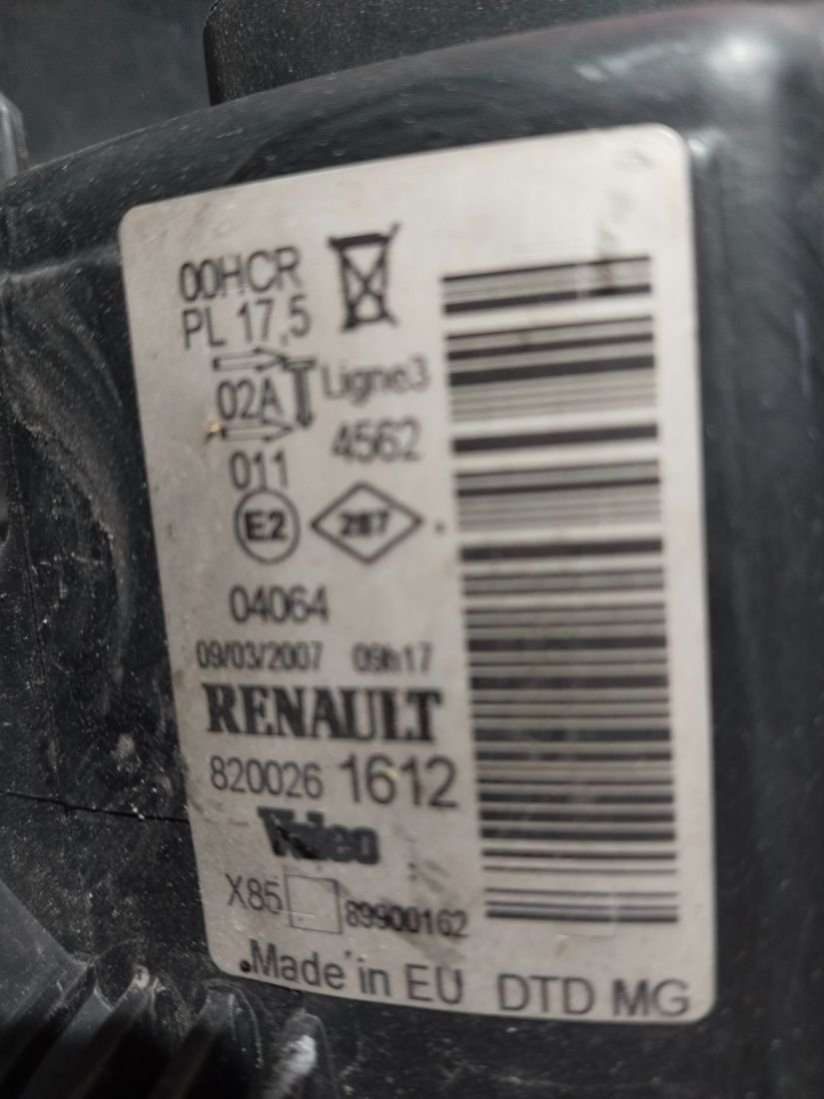 00HCR
PL 17,5
02A
Ligne3
011
4562
E2
287
04064
09/03/2007 09h17
RENAULT
820026 1612
Valeo
X85 89900162
Made in EU DTD MG